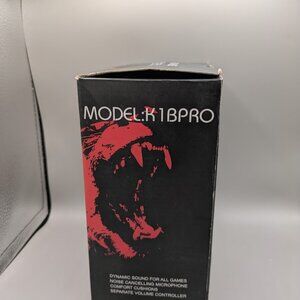 MODEL:K1BPRO
DYNAMIC SOUND FOR ALL GAMES
NOISE CANCELLING MICROPHONE
COMFORT CUSHIONS
SEPARATE VOLUME CONTROLLER